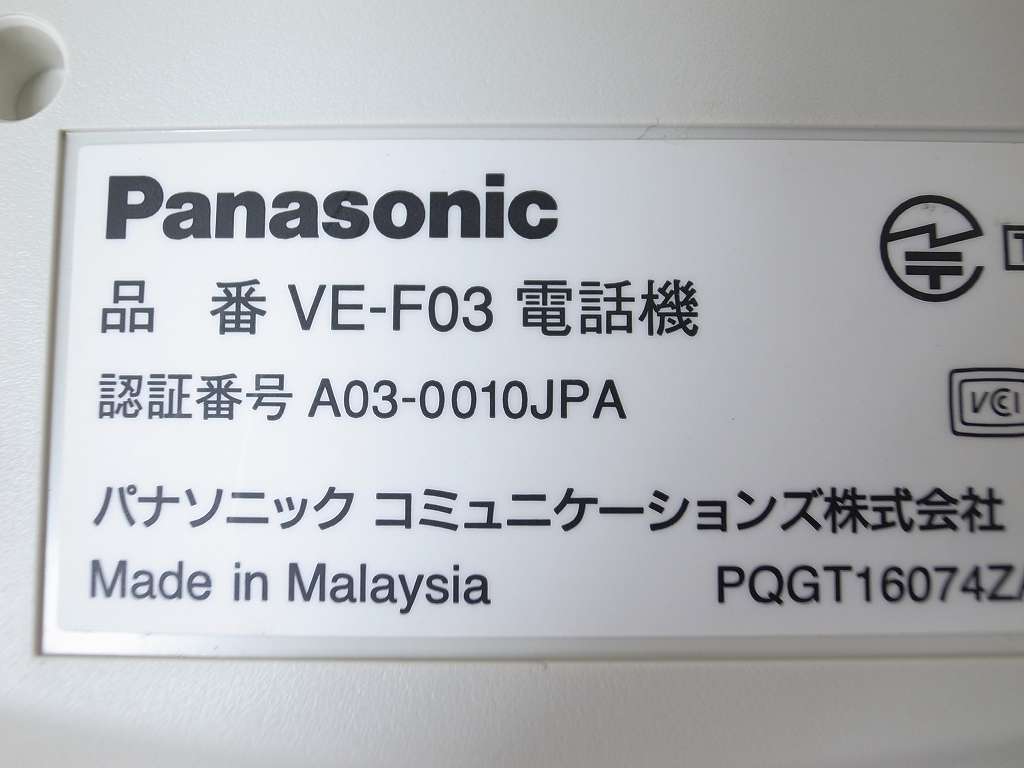 Panasonic
品 番 VE-F03 電話機
認証番号 A03-0010JPA
VCCI
パナソニック コミュニケーションズ株式会社
Made in Malaysia PQGT16074Z